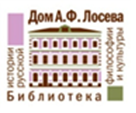 Дом А.Ф. Лосева
истории
русской
философии
и культуры
Библиотека